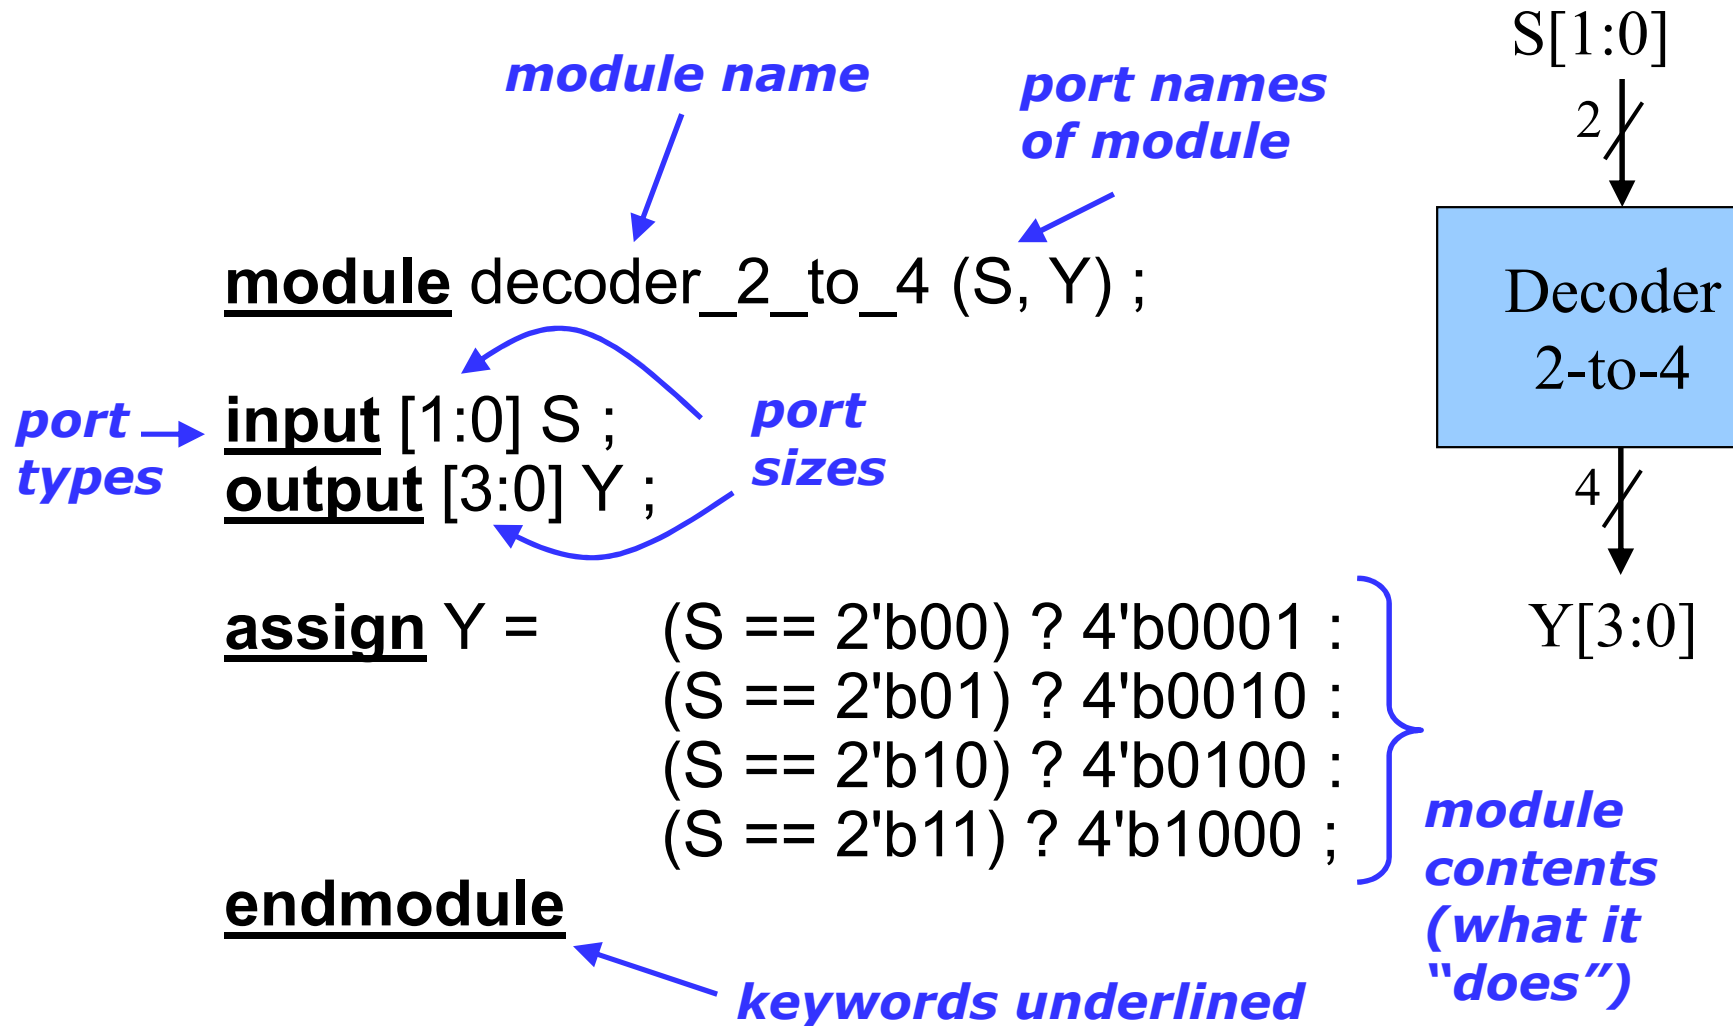 module name
port names
of module
module decoder_2_to_4 (S, Y) ;
port
types
input [1:0] S ;
output [3:0] Y ;
port
sizes
assign Y = (S == 2'b00) ? 4'b0001 :
(S == 2'b01) ? 4'b0010 :
(S == 2'b10) ? 4'b0100 :
(S == 2'b11) ? 4'b1000 ;
endmodule
keywords underlined
module
contents
(what it
“does”)
S[1:0]
2
Decoder
2-to-4
4
Y[3:0]